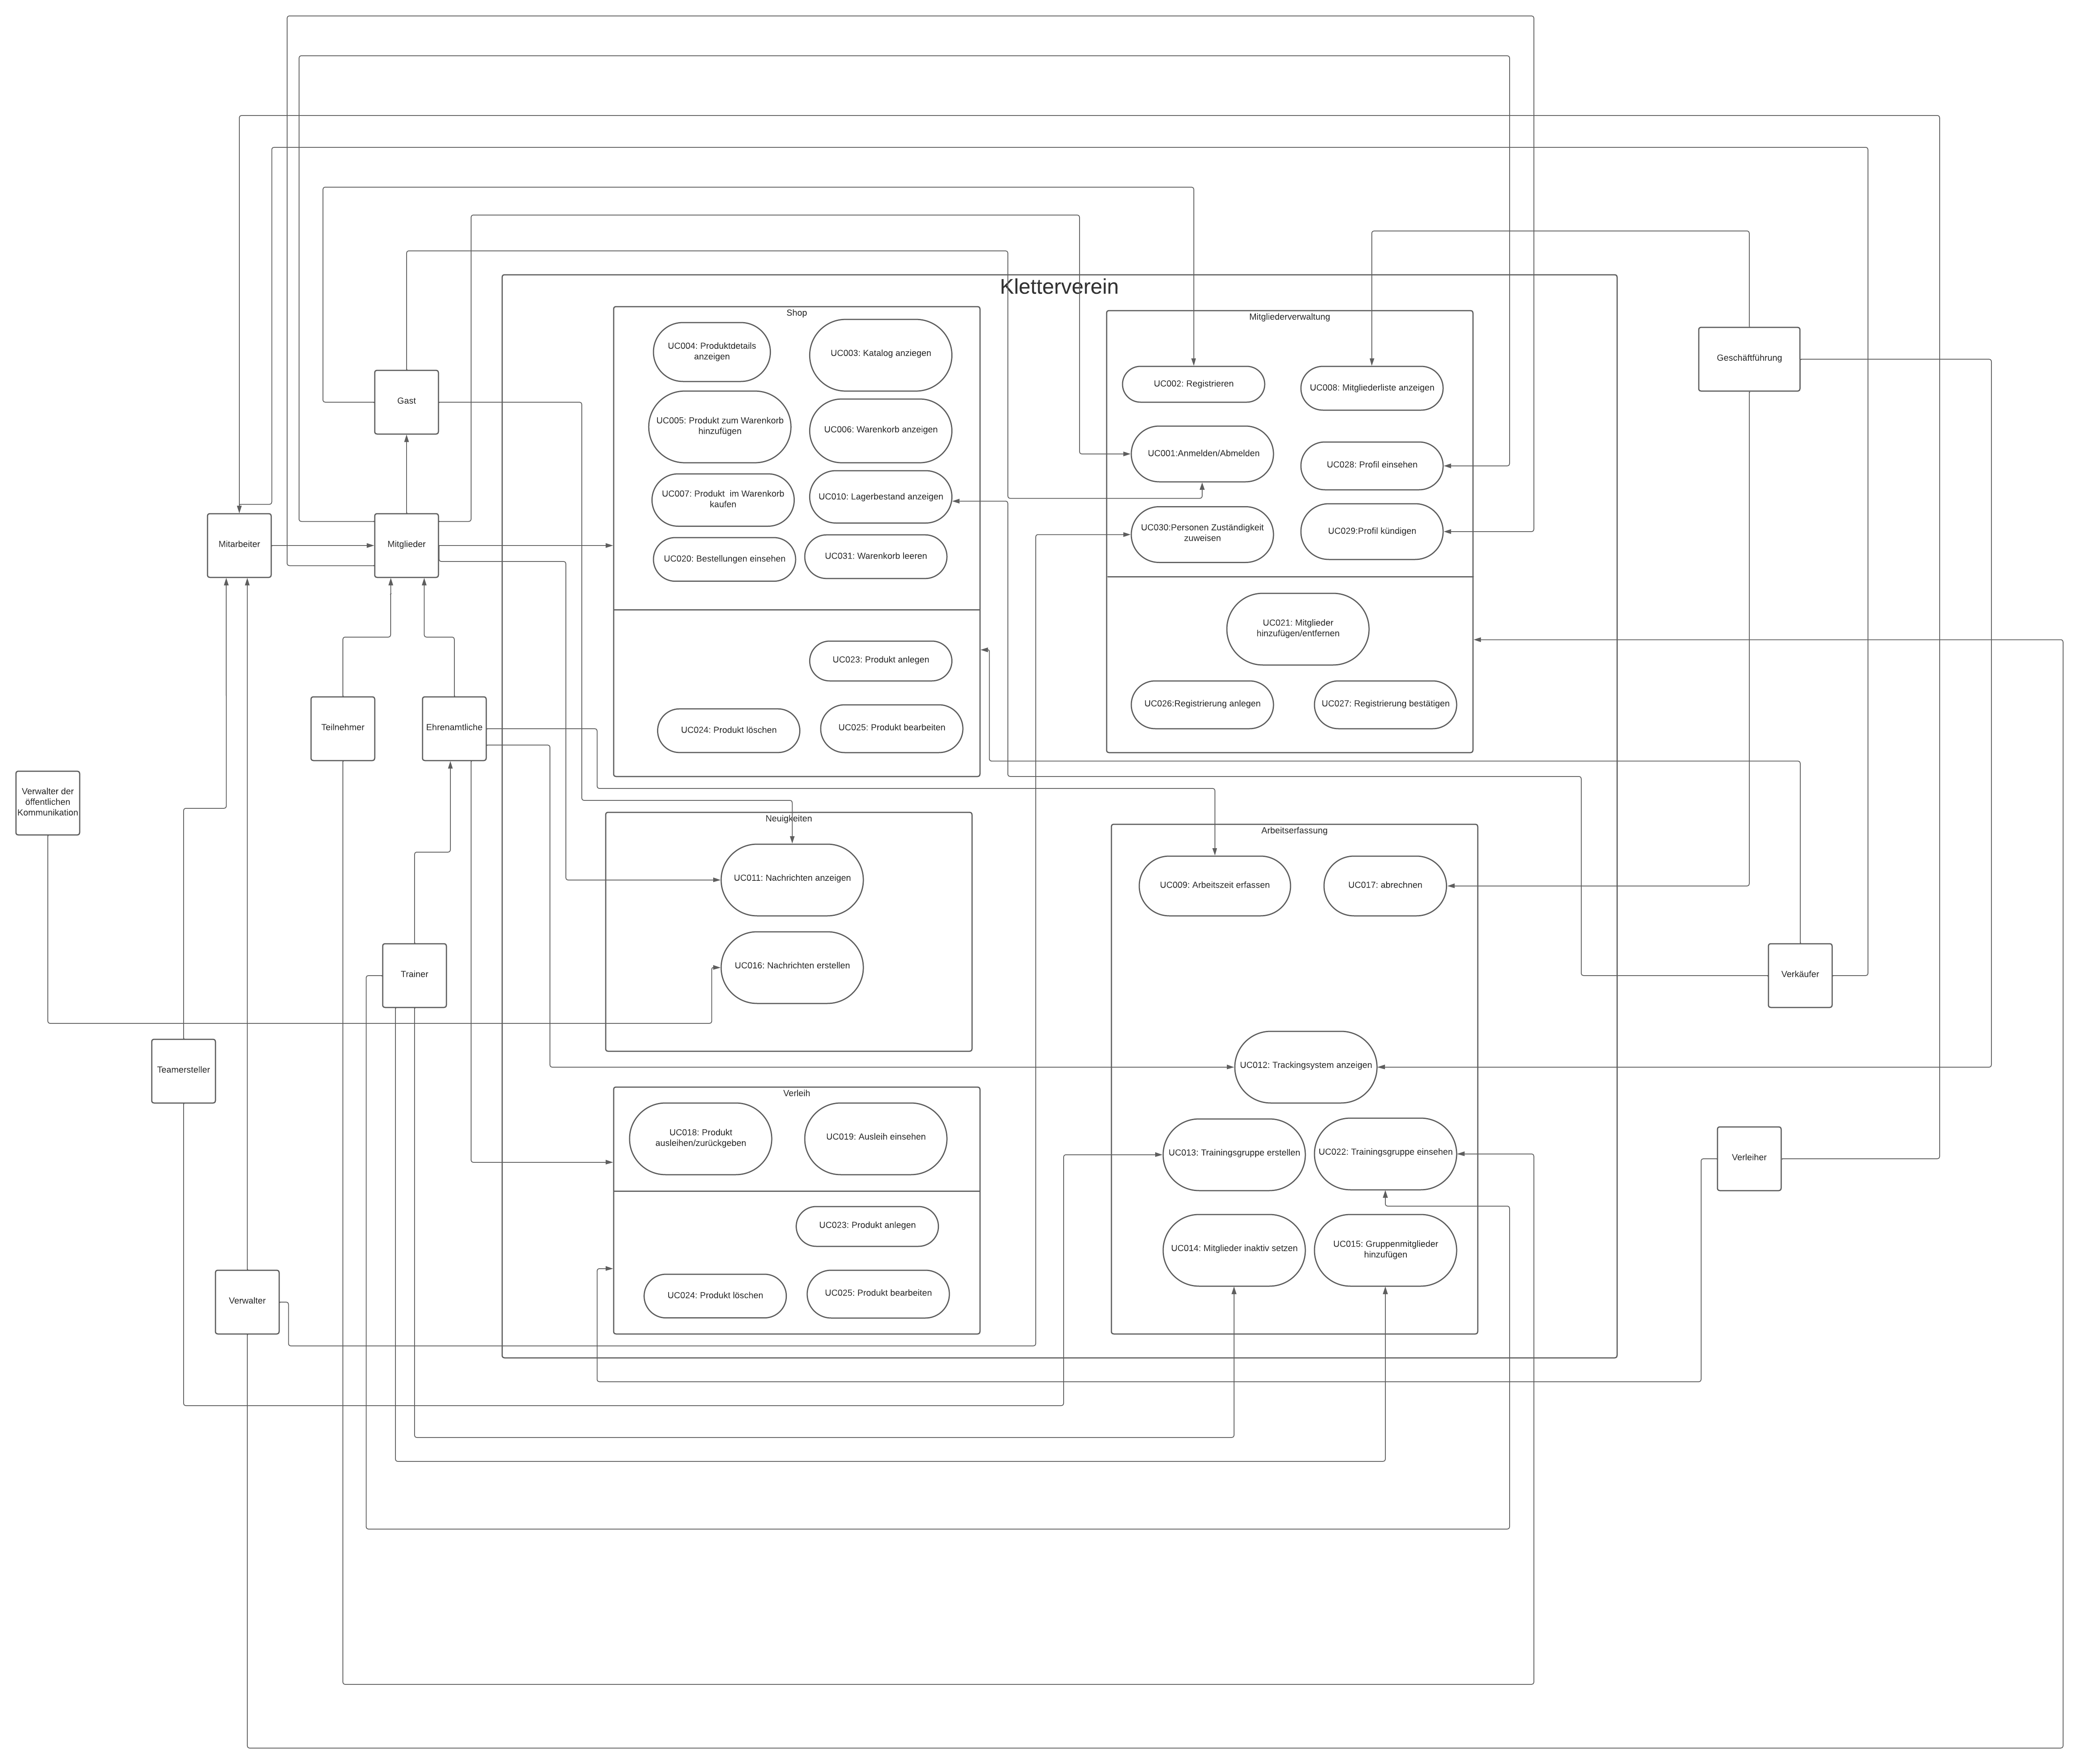 Kletterverein
Shop
UC004: Produktdetails
anzeigen
UC003: Katalog anziegen
UC005: Produkt zum Warenkorb
hinzufügen
UC006: Warenkorb anzeigen
UC007: Produkt  im Warenkorb
kaufen
UC010: Lagerbestand anzeigen
UC020: Bestellungen einsehen
UC031: Warenkorb leeren
UC023: Produkt anlegen
UC024: Produkt löschen
UC025: Produkt bearbeiten
Mitgliederverwaltung
UC002: Registrieren
UC008: Mitgliederliste anzeigen
UC001:Anmelden/Abmelden
UC028: Profil einsehen
UC030:Personen Zuständigkeit
zuweisen
UC029:Profil kündigen
UC021: Mitglieder
hinzufügen/entfernen
UC026:Registrierung anlegen
UC027: Registrierung bestätigen
Geschäftführung
Gast
Mitarbeiter
Mitglieder
Teilnehmer
Ehrenamtliche
Verwalter der
öffentlichen
Kommunikation
Trainer
Teamersteller
Verwalter
Neuigkeiten
UC011: Nachrichten anzeigen
UC016: Nachrichten erstellen
Verleih
UC018: Produkt
ausleihen/zurückgeben
UC019: Ausleih einsehen
UC023: Produkt anlegen
UC024: Produkt löschen
UC025: Produkt bearbeiten
Arbeitserfassung
UC009: Arbeitszeit erfassen
UC017: abrechnen
UC012: Trackingsystem anzeigen
UC013: Trainingsgruppe erstellen
UC022: Trainingsgruppe einsehen
UC014: Mitglieder inaktiv setzen
UC015: Gruppenmitglieder
hinzufügen
Verkäufer
Verleiher